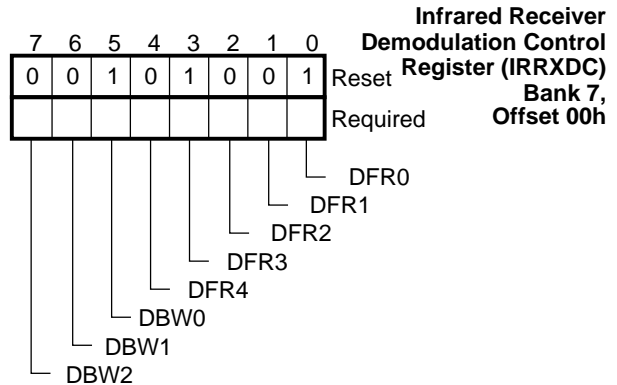 Infrared Receiver
Demodulation Control
Register (IRRXDC)
Bank 7,
Offset 00h
7 6 5 4 3 2 1 0
0 0 1 0 1 0 0 1 Reset
Required
DFR0
DFR1
DFR2
DFR3
DFR4
DBW0
DBW1
DBW2